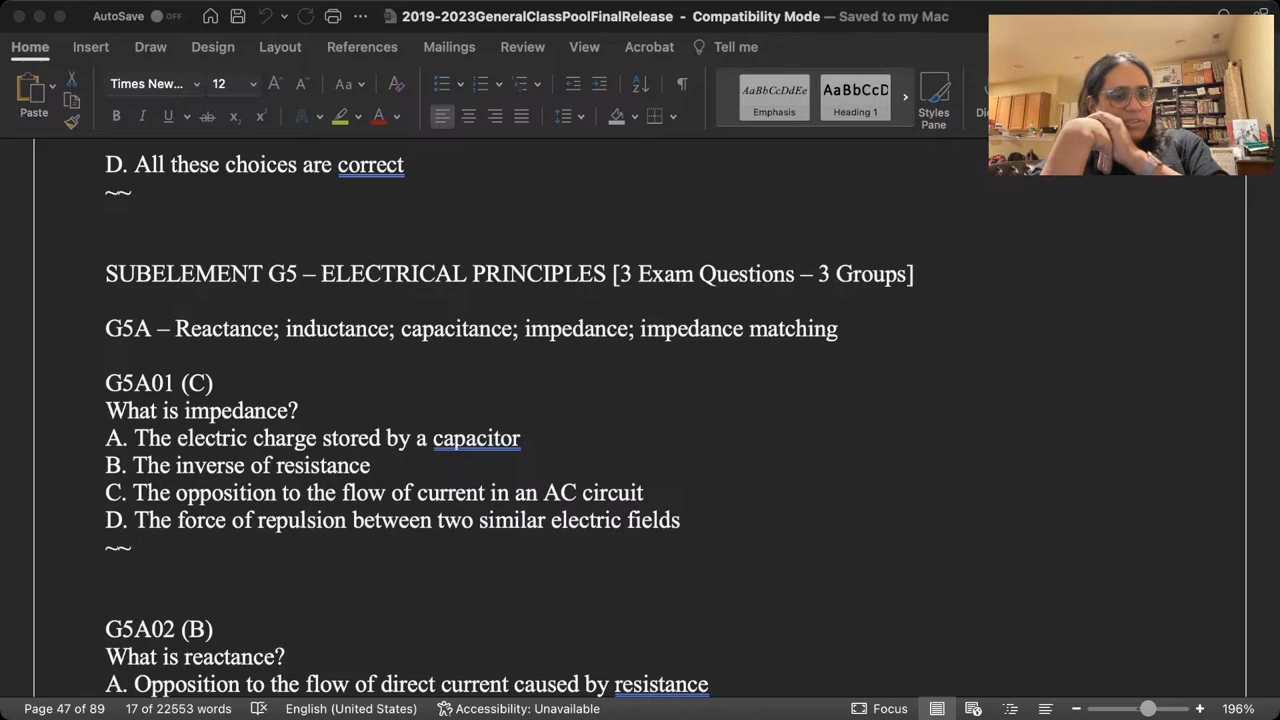 AutoSave OFF 2019-2023GeneralClassPoolFinalRelease - Compatibility Mode — Saved to my Mac
Home Insert Draw Design Layout References Mailings Review View Acrobat Tell me
Paste
Times New... 12 Aa
AaBbCcDdEe AaBbCcD
Emphasis Heading 1
Styles
Pane
B I U ab x₂ x² A
D. All these choices are correct
~~
SUBELEMENT G5 – ELECTRICAL PRINCIPLES [3 Exam Questions – 3 Groups]
G5A – Reactance; inductance; capacitance; impedance; impedance matching
G5A01 (C)
What is impedance?
A. The electric charge stored by a capacitor
B. The inverse of resistance
C. The opposition to the flow of current in an AC circuit
D. The force of repulsion between two similar electric fields
~~
G5A02 (B)
What is reactance?
A. Opposition to the flow of direct current caused by resistance
Page 47 of 89 17 of 22553 words English (United States) Accessibility: Unavailable Focus 196%